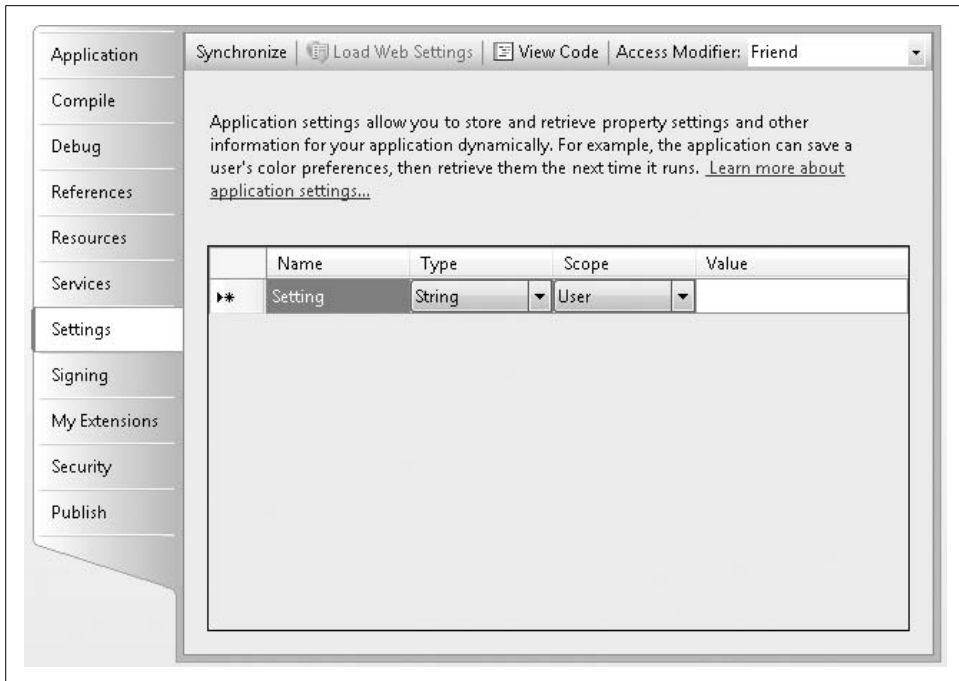 Application
Compile
Debug
References
Resources
Services
Settings
Signing
My Extensions
Security
Publish
Synchronize Load Web Settings View Code Access Modifier: Friend
Application settings allow you to store and retrieve property settings and other
information for your application dynamically. For example, the application can save a
user's color preferences, then retrieve them the next time it runs. Learn more about
application settings...
Name Type Scope Value
Setting String User